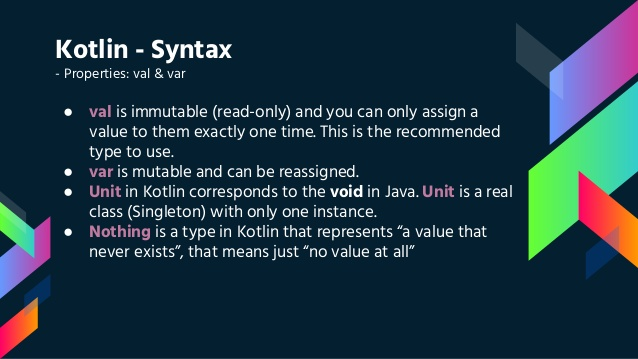 Kotlin - Syntax
- Properties: val & var
● val is immutable (read-only) and you can only assign a
value to them exactly one time. This is the recommended
type to use.
● var is mutable and can be reassigned.
● Unit in Kotlin corresponds to the void in Java. Unit is a real
class (Singleton) with only one instance.
● Nothing is a type in Kotlin that represents “a value that
never exists”, that means just “no value at all”